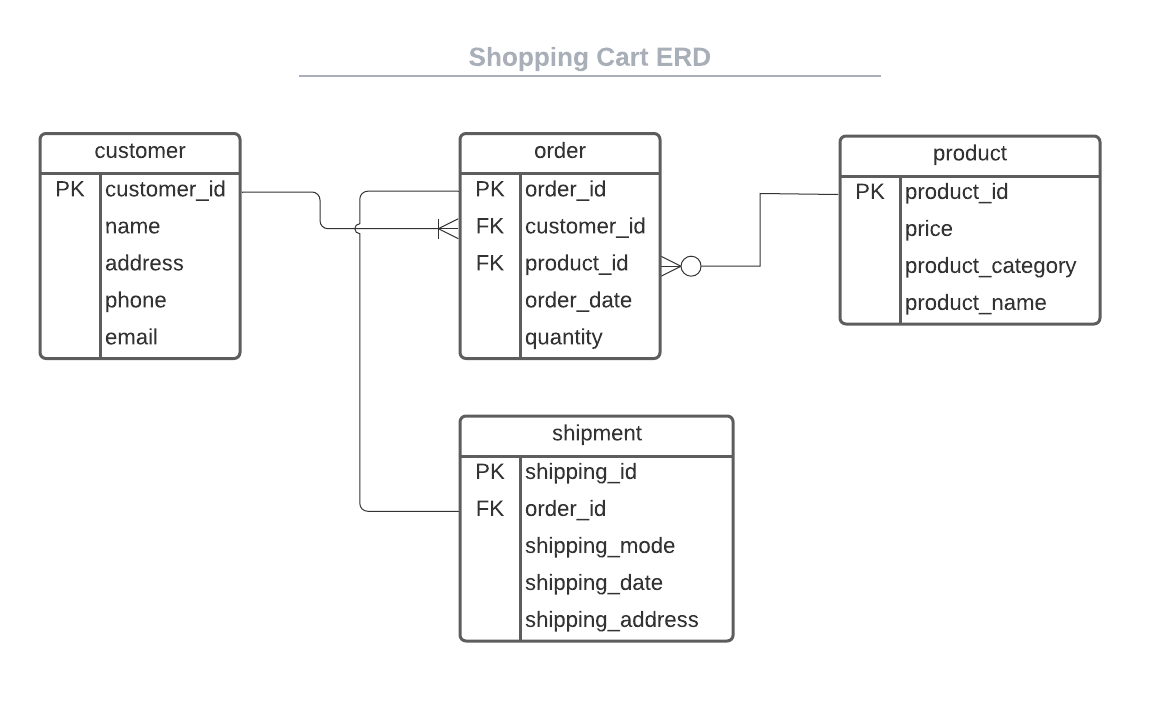 Shopping Cart ERD
customer
PK customer_id
name
address
phone
email
order
PK order_id
FK customer_id
FK product_id
order_date
quantity
product
PK product_id
price
product_category
product_name
shipment
PK shipping_id
FK order_id
shipping_mode
shipping_date
shipping_address